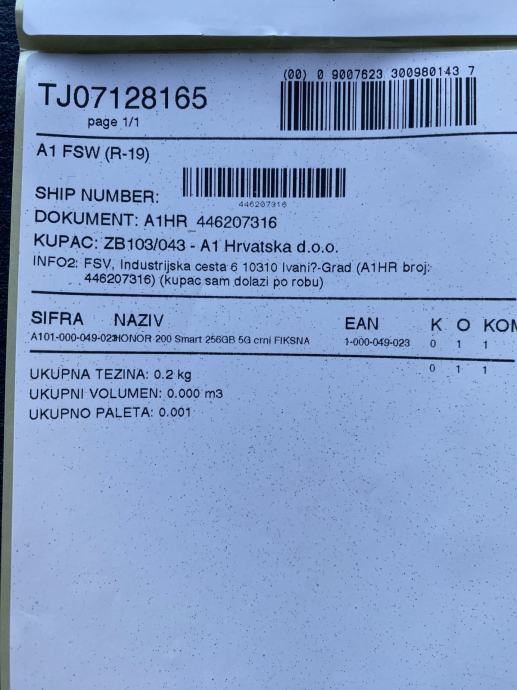 (00) 0 9007623 300980143 7
TJ07128165
page 1/1
A1 FSW (R-19)
SHIP NUMBER:
446207316
DOKUMENT: A1HR_446207316
KUPAC: ZB103/043 - A1 Hrvatska d.o.o.
INFO2: FSV, Industrijska cesta 6 10310 Ivani?-Grad (A1HR broj:
446207316) (kupac sam dolazi po robu)
SIFRA NAZIV EAN K O KOM
A101-000-049-023 HONOR 200 Smart 256GB 5G crni FIKSNA 1-000-049-023 0 1 1
0 1 1
UKUPNA TEZINA: 0.2 kg
UKUPNI VOLUMEN: 0.000 m3
UKUPNO PALETA: 0.001